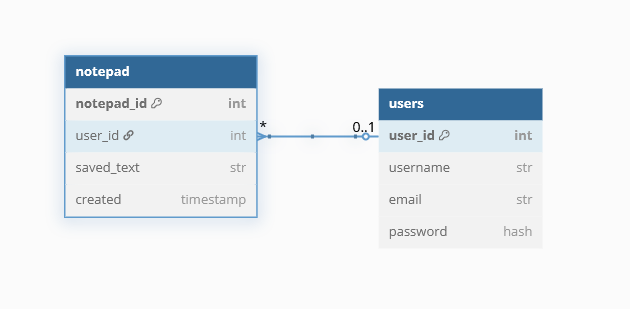 notepad
notepad_id int
user_id int
saved_text str
created timestamp
* 0..1
users
user_id int
username str
email str
password hash